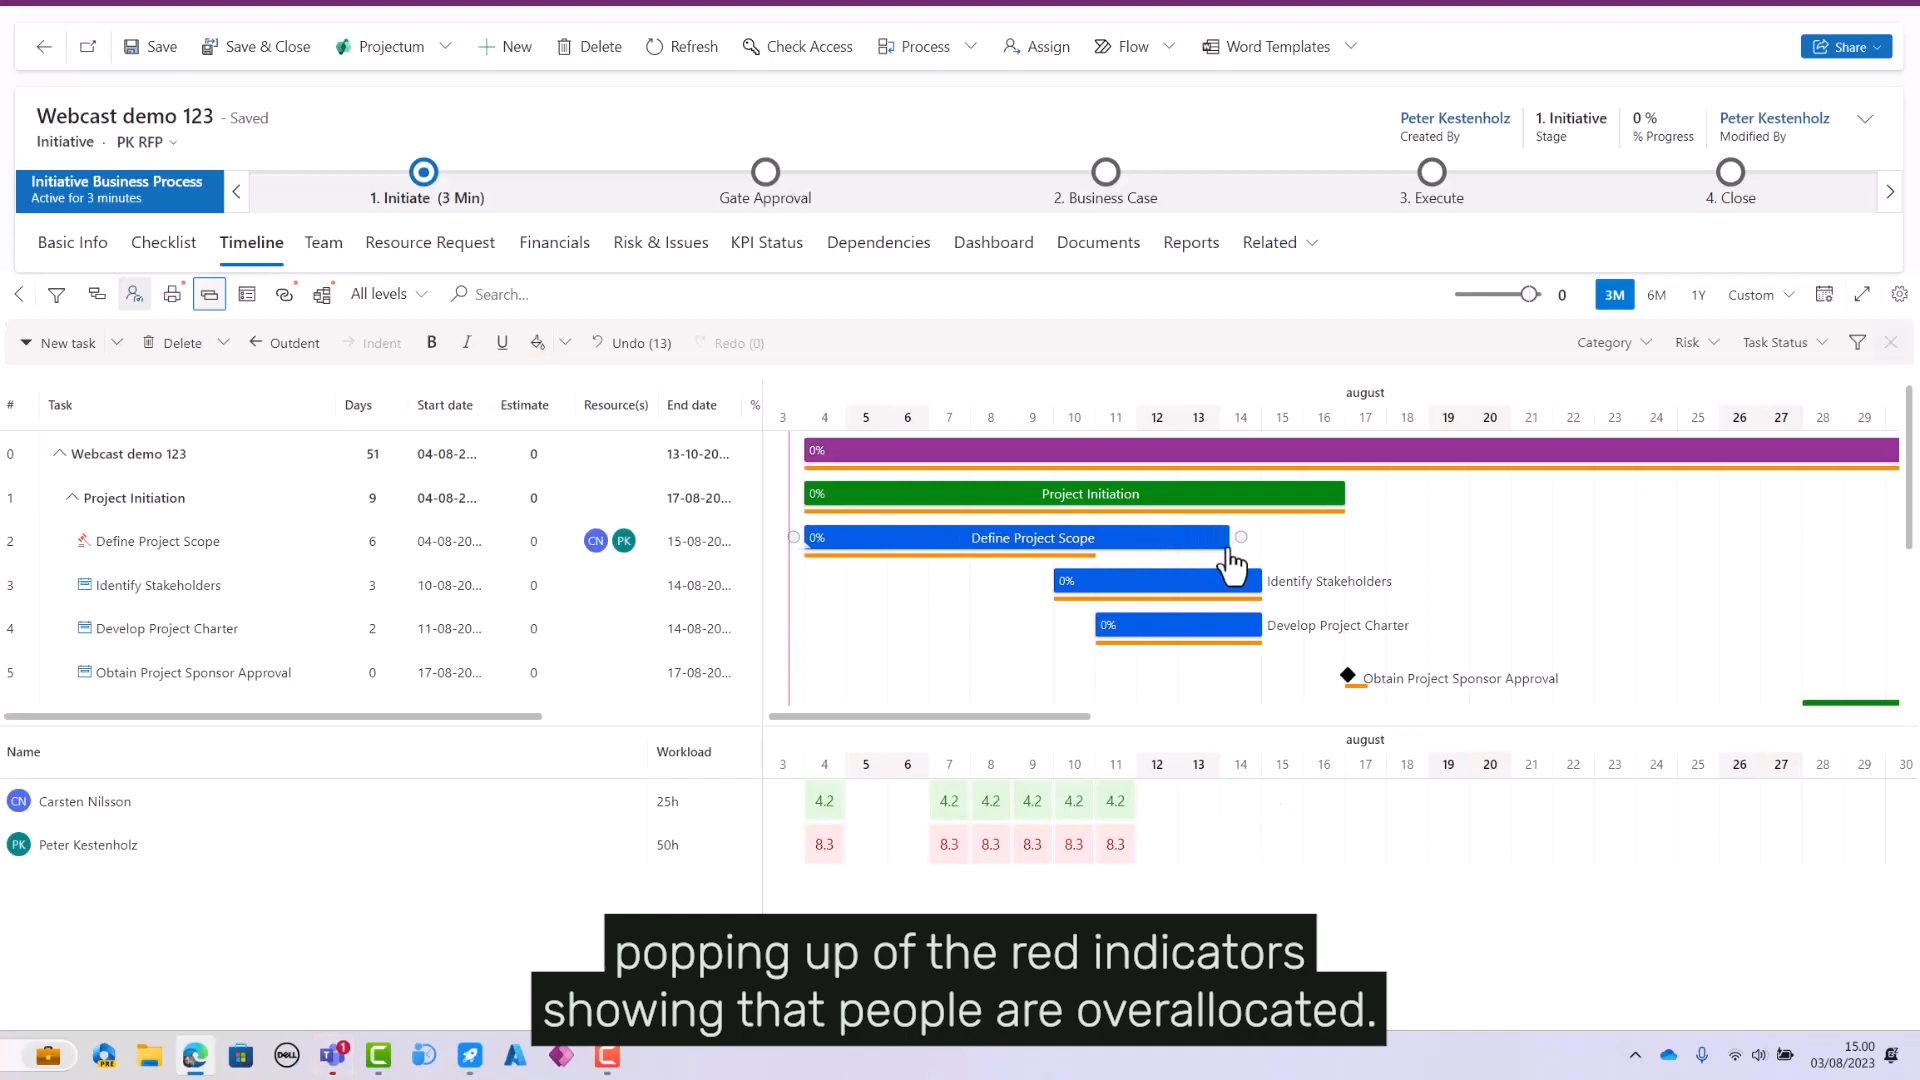 Save
Save & Close
Projectum
New
Delete
Refresh
Check Access
Process
Assign
Flow
Word Templates
Share
Webcast demo 123 - Saved
Initiative · PK RFP
Peter Kestenholz
Created By
1. Initiative
Stage
0 %
% Progress
Peter Kestenholz
Modified By
Initiative Business Process
Active for 3 minutes
1. Initiate (3 Min)
Gate Approval
2. Business Case
3. Execute
4. Close
Basic Info
Checklist
Timeline
Team
Resource Request
Financials
Risk & Issues
KPI Status
Dependencies
Dashboard
Documents
Reports
Related
All levels
Search...
0
3M
6M
1Y
Custom
New task
Delete
Outdent
Indent
B
I
U
Undo (13)
Redo (0)
Category
Risk
Task Status
# Task Days Start date Estimate Resource(s) End date %
august
3 4 5 6 7 8 9 10 11 12 13 14 15 16 17 18 19 20 21 22 23 24 25 26 27 28 29
0 Webcast demo 123 51 04-08-2... 0 13-10-20...
0%
1 Project Initiation 9 04-08-2... 0 17-08-20...
0% Project Initiation
2 Define Project Scope 6 04-08-20... 0 CN PK 15-08-20...
0% Define Project Scope
3 Identify Stakeholders 3 10-08-20... 0 14-08-20...
0% Identify Stakeholders
4 Develop Project Charter 2 11-08-20... 0 14-08-20...
0% Develop Project Charter
5 Obtain Project Sponsor Approval 0 17-08-20... 0 17-08-20...
Obtain Project Sponsor Approval
Name Workload
august
3 4 5 6 7 8 9 10 11 12 13 14 15 16 17 18 19 20 21 22 23 24 25 26 27 28 29 30
CN Carsten Nilsson 25h 4.2 4.2 4.2 4.2 4.2 4.2
PK Peter Kestenholz 50h 8.3 8.3 8.3 8.3 8.3 8.3
popping up of the red indicators
showing that people are overallocated.
PRE
DELL
1
15.00
03/08/2023